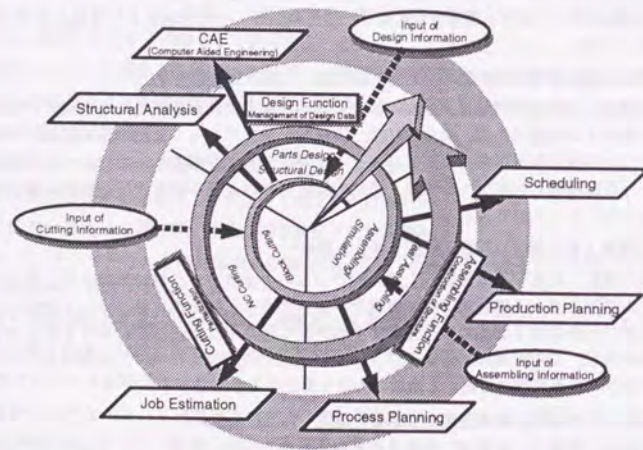 CAE
(Computer Aided Engineering)
Input of
Design Information
Structural Analysis
Design Function
Management of Design Data
Parts Design
Structural Design
Scheduling
Input of
Cutting Information
Block Cutting
NC Cutting
Assembling
Simulation
Cutting Function
Assembling Function
Production Planning
Input of
Assembling Information
Job Estimation
Process Planning